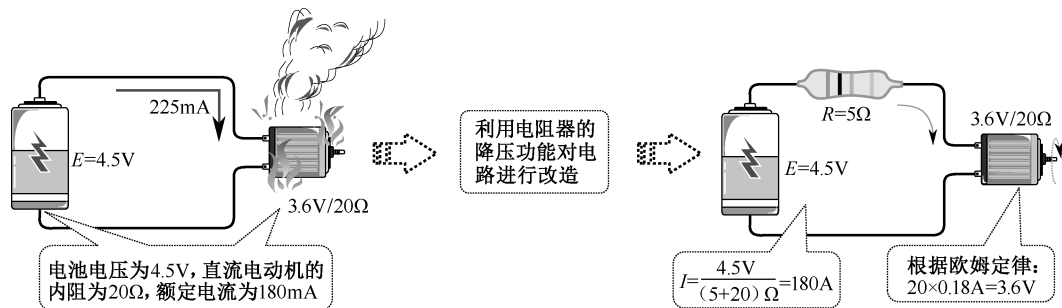 225mA
E=4.5V
3.6V/20Ω
电池电压为4.5V，直流电动机的
内阻为20Ω，额定电流为180mA
利用电阻器的
降压功能对电
路进行改造
R=5Ω
3.6V/20Ω
E=4.5V
I=4.5V/(5+20)Ω=180A
根据欧姆定律：
20×0.18A=3.6V